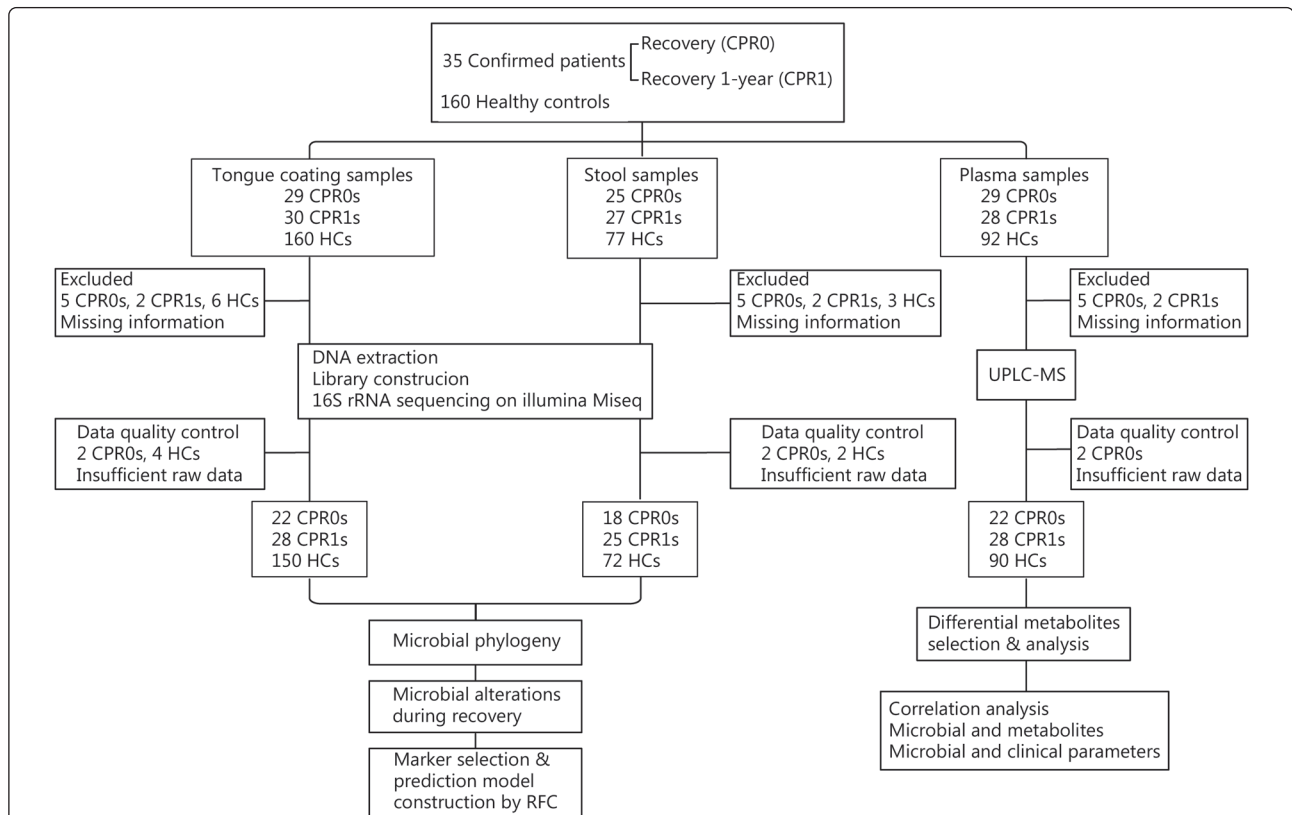 35 Confirmed patients
Recovery (CPR0)
Recovery 1-year (CPR1)
160 Healthy controls
Tongue coating samples
29 CPR0s
30 CPR1s
160 HCs
Stool samples
25 CPR0s
27 CPR1s
77 HCs
Plasma samples
29 CPR0s
28 CPR1s
92 HCs
Excluded
5 CPR0s, 2 CPR1s, 6 HCs
Missing information
Excluded
5 CPR0s, 2 CPR1s, 3 HCs
Missing information
Excluded
5 CPR0s, 2 CPR1s
Missing information
DNA extraction
Library construcion
16S rRNA sequencing on illumina Miseq
UPLC-MS
Data quality control
2 CPR0s, 4 HCs
Insufficient raw data
Data quality control
2 CPR0s, 2 HCs
Insufficient raw data
Data quality control
2 CPR0s
Insufficient raw data
22 CPR0s
28 CPR1s
150 HCs
18 CPR0s
25 CPR1s
72 HCs
22 CPR0s
28 CPR1s
90 HCs
Microbial phylogeny
Microbial alterations
during recovery
Marker selection &
prediction model
construction by RFC
Differential metabolites
selection & analysis
Correlation analysis
Microbial and metabolites
Microbial and clinical parameters